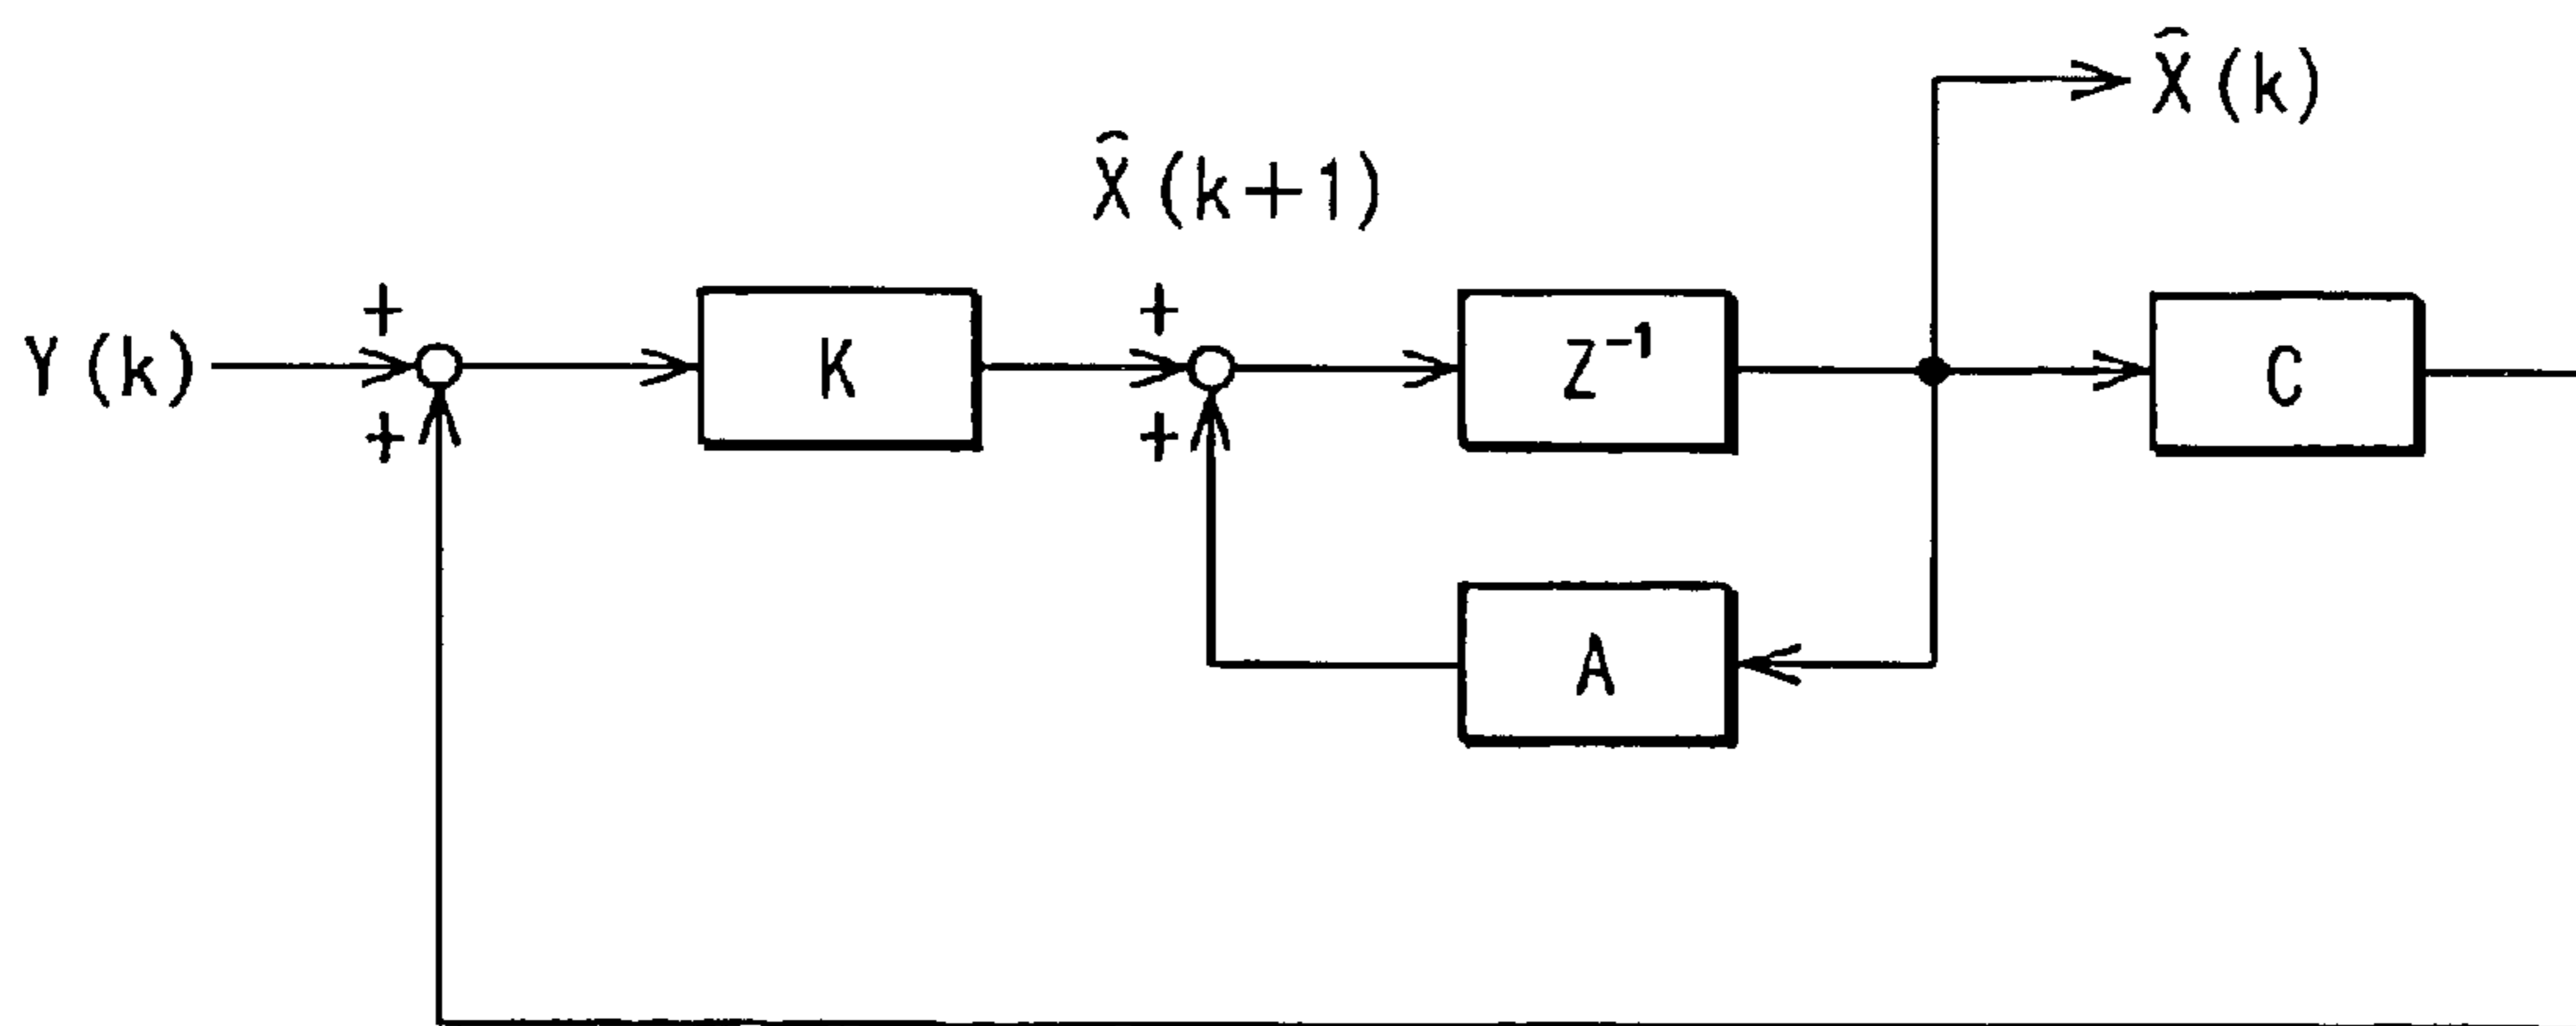 X̂(k)
X̂(k+1)
+
+
Y(k)
K
Z⁻¹
C
+
+
A